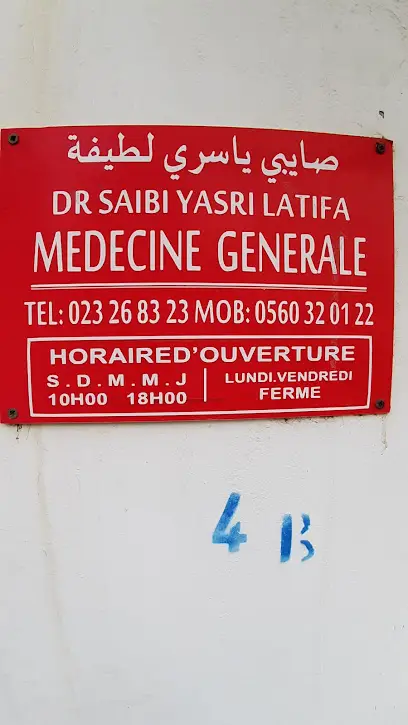 صايبي ياسري لطيفة
DR SAIBI YASRI LATIFA
MEDECINE GENERALE
TEL: 023 26 83 23 MOB: 0560 32 01 22
HORAIRED'OUVERTURE
S.D.M.M.J
10H00 18H00
LUNDI.VENDREDI
FERME
4 B